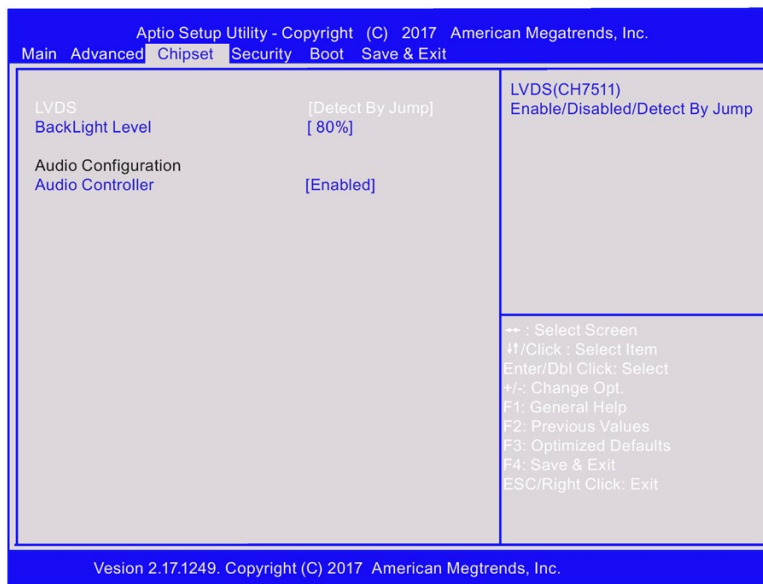 Aptio Setup Utility - Copyright (C) 2017 American Megatrends, Inc.
Main Advanced Chipset Security Boot Save & Exit
LVDS [Detect By Jump]
BackLight Level [ 80%]
Audio Configuration
Audio Controller [Enabled]
LVDS(CH7511)
Enable/Disabled/Detect By Jump
↔ : Select Screen
↓↑/Click : Select Item
Enter/Dbl Click: Select
+/-: Change Opt.
F1: General Help
F2: Previous Values
F3: Optimized Defaults
F4: Save & Exit
ESC/Right Click: Exit
Vesion 2.17.1249. Copyright (C) 2017 American Megtrends, Inc.